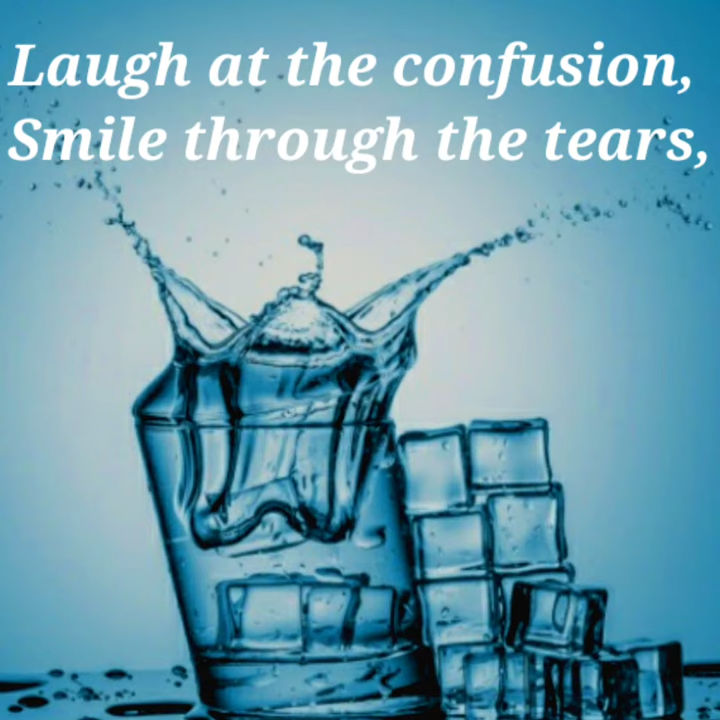 Laugh at the confusion,
Smile through the tears,